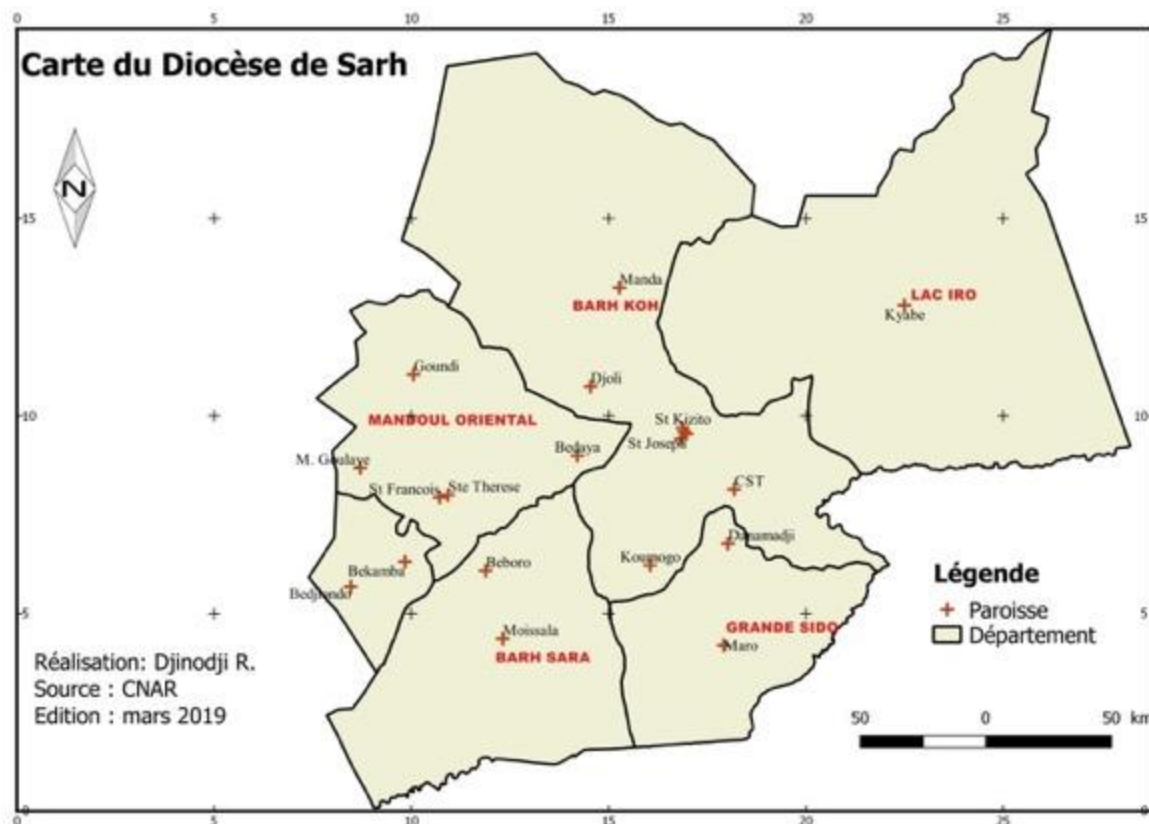 0 5 10 15 20 25
Carte du Diocèse de Sarh
N
15 15
Manda
BARH KOH
LAC IRO
Kyabe
Goundi
Djoli
10 10
MANDOUL ORIENTAL
St Kizito
St Joseph
Bedaya
M. Goulaye
St Francois
Ste Therese
CST
Danamadji
Koumogo
Beboro
Bekamba
Bedjiondo
Légende
Paroisse
Département
5 5
Moissala
BARH SARA
GRANDE SIDO
Maro
Réalisation: Djinodji R.
Source : CNAR
Edition : mars 2019
50 0 50 km
0 5 10 15 20 25